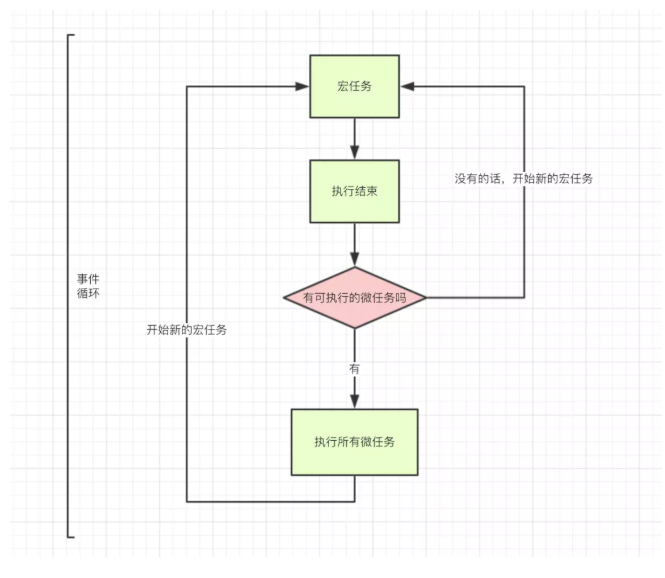 宏任务
没有的话，开始新的宏任务
执行结束
事件
循环
有可执行的微任务吗
开始新的宏任务
有
执行所有微任务